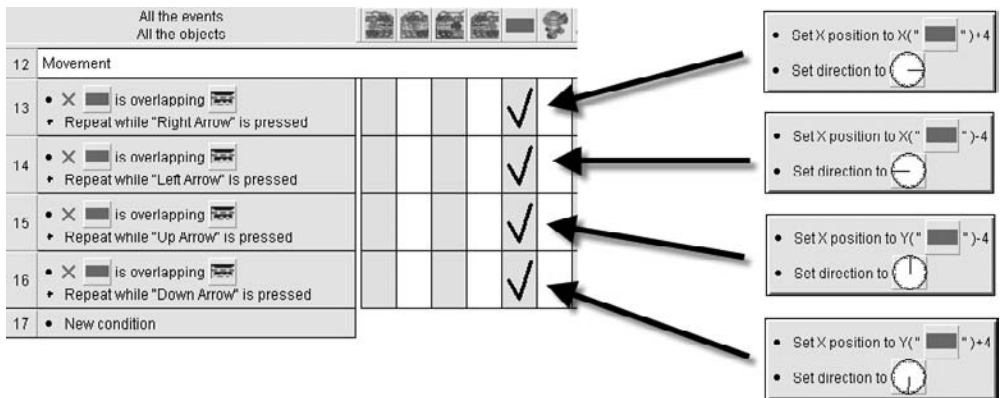 All the events
All the objects
12 Movement
13 • X is overlapping
• Repeat while "Right Arrow" is pressed
14 • X is overlapping
• Repeat while "Left Arrow" is pressed
15 • X is overlapping
• Repeat while "Up Arrow" is pressed
16 • X is overlapping
• Repeat while "Down Arrow" is pressed
17 • New condition
• Set X position to X(" ")+4
• Set direction to
• Set X position to X(" ")-4
• Set direction to
• Set X position to Y(" ")-4
• Set direction to
• Set X position to Y(" ")+4
• Set direction to